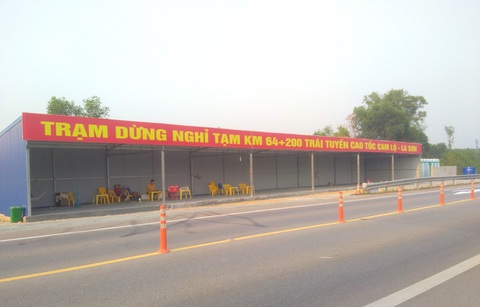 TRẠM DỪNG NGHỈ TẠM KM 64+200 TRÁI TUYẾN CAO TỐC CAM LỘ - LA SƠN